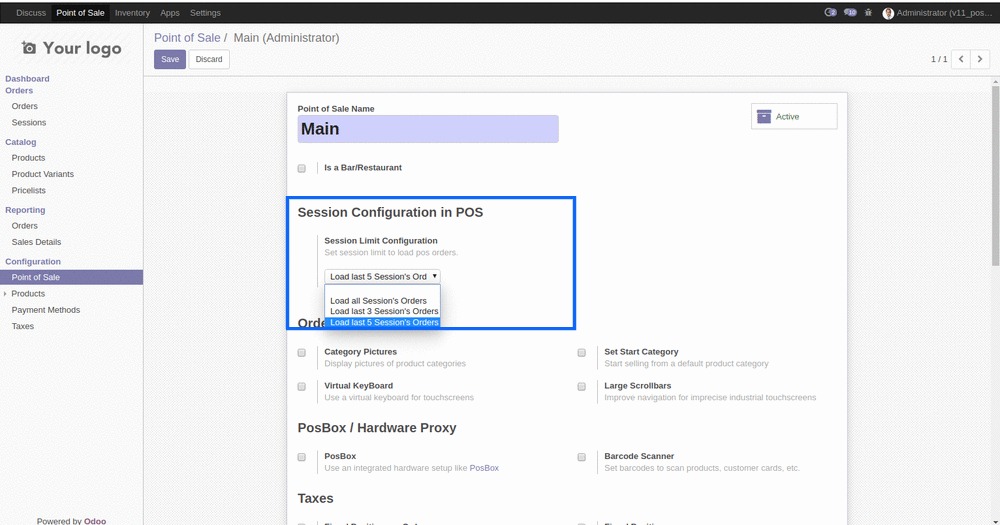 Discuss Point of Sale Inventory Apps Settings
Administrator (v11_pos...
Your logo
Point of Sale / Main (Administrator)
Save Discard
1 / 1
Dashboard
Orders
Orders
Sessions
Catalog
Products
Product Variants
Pricelists
Reporting
Orders
Sales Details
Configuration
Point of Sale
Products
Payment Methods
Taxes
Powered by Odoo
Point of Sale Name
Main
Active
Is a Bar/Restaurant
Session Configuration in POS
Session Limit Configuration
Set session limit to load pos orders.
Load last 5 Session's Ord
Load all Session's Orders
Load last 3 Session's Orders
Load last 5 Session's Orders
Category Pictures
Display pictures of product categories
Set Start Category
Start selling from a default product category
Virtual KeyBoard
Use a virtual keyboard for touchscreens
Large Scrollbars
Improve navigation for imprecise industrial touchscreens
PosBox / Hardware Proxy
PosBox
Use an integrated hardware setup like PosBox
Barcode Scanner
Set barcodes to scan products, customer cards, etc.
Taxes